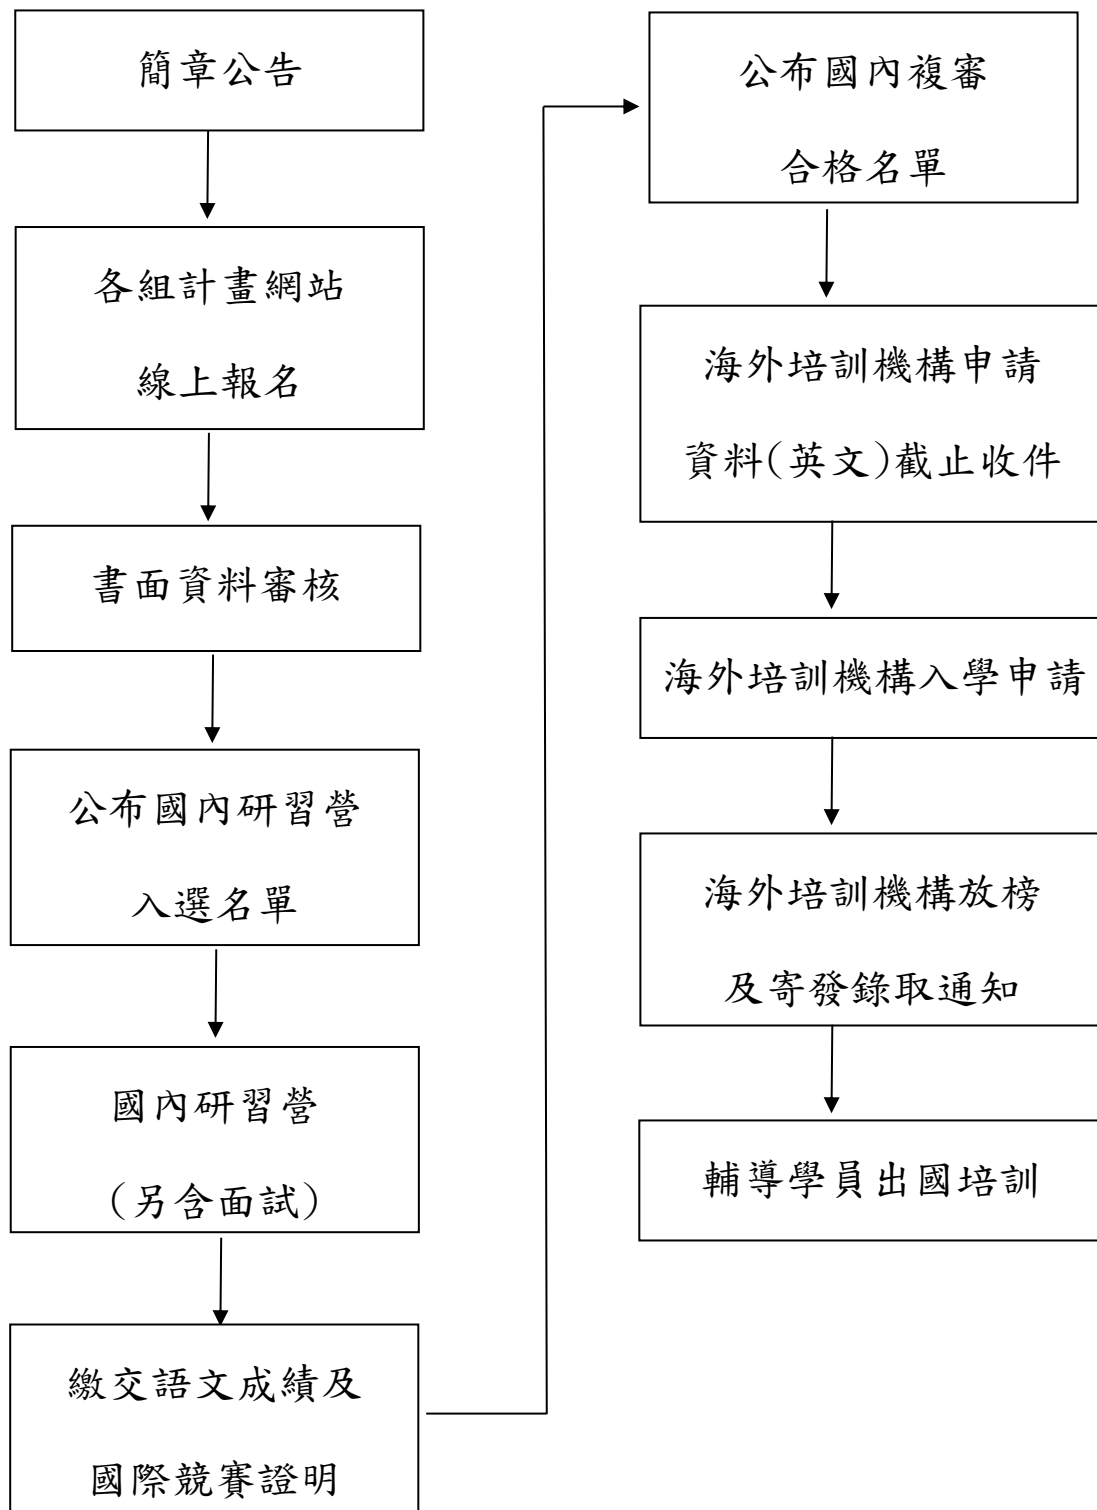 簡章公告
各組計畫網站
線上報名
書面資料審核
公布國內研習營
入選名單
國內研習營
(另含面試)
繳交語文成績及
國際競賽證明
公布國內複審
合格名單
海外培訓機構申請
資料(英文)截止收件
海外培訓機構入學申請
海外培訓機構放榜
及寄發錄取通知
輔導學員出國培訓